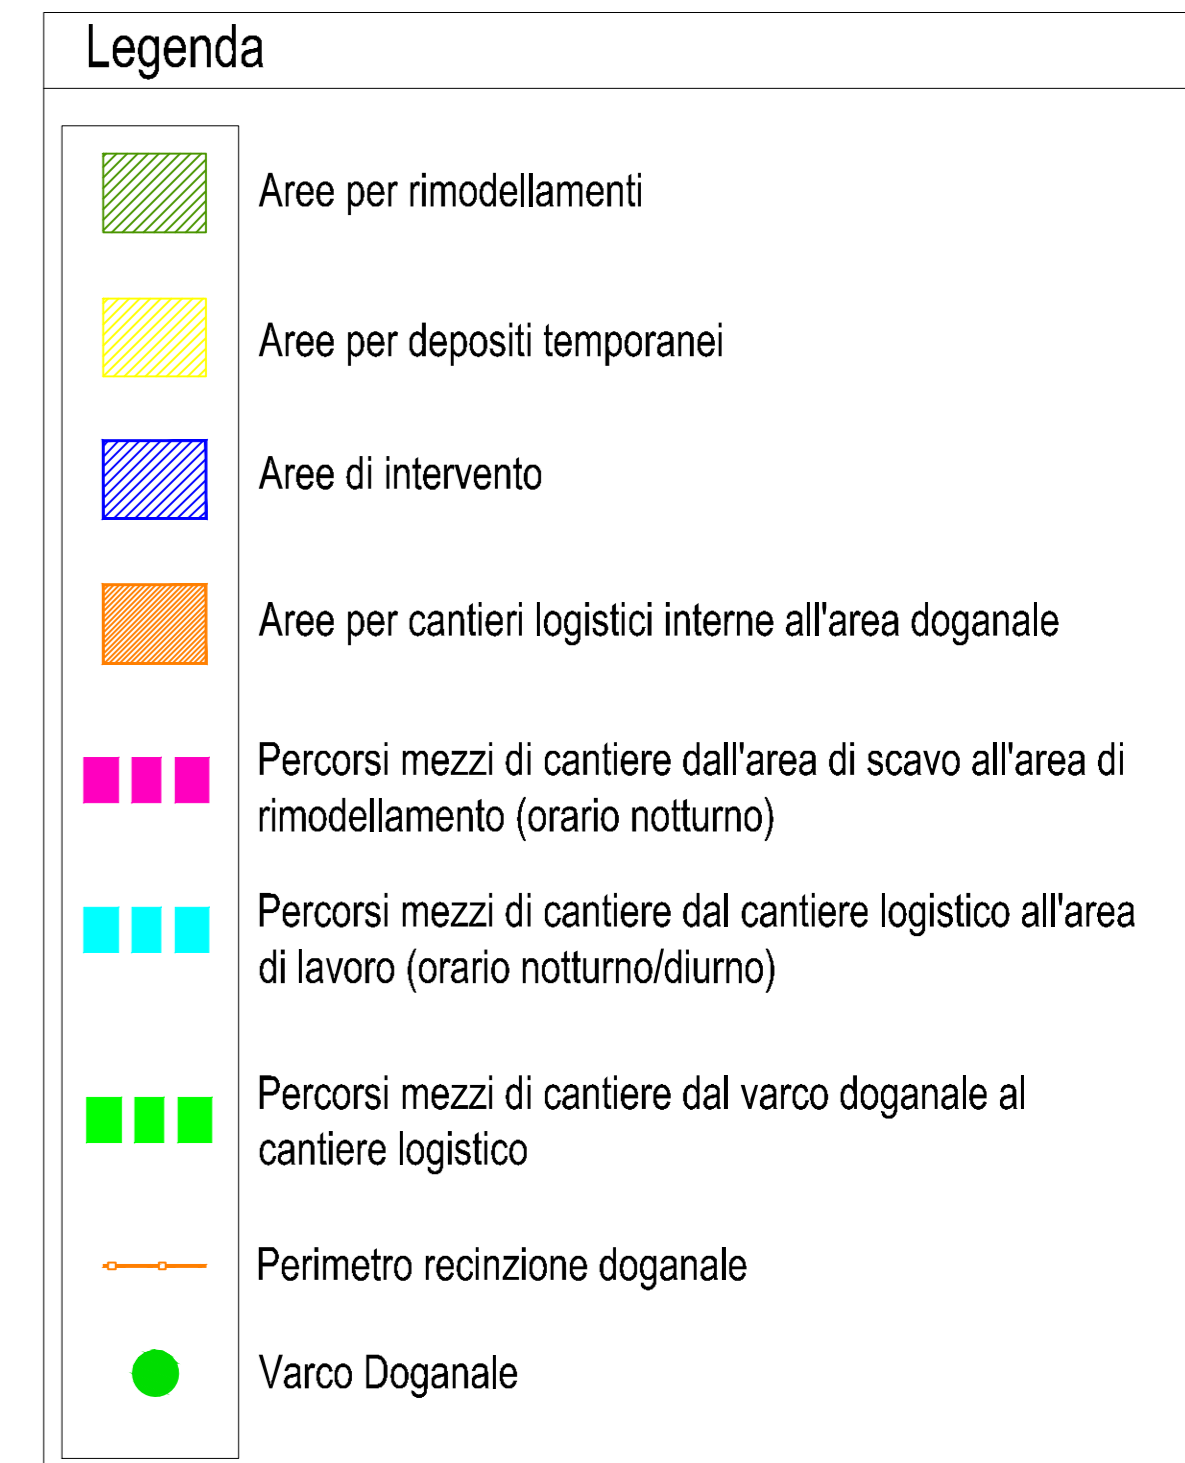 Legenda
Aree per rimodellamenti
Aree per depositi temporanei
Aree di intervento
Aree per cantieri logistici interne all'area doganale
Percorsi mezzi di cantiere dall'area di scavo all'area di
rimodellamento (orario notturno)
Percorsi mezzi di cantiere dal cantiere logistico all'area
di lavoro (orario notturno/diurno)
Percorsi mezzi di cantiere dal varco doganale al
cantiere logistico
Perimetro recinzione doganale
Varco Doganale